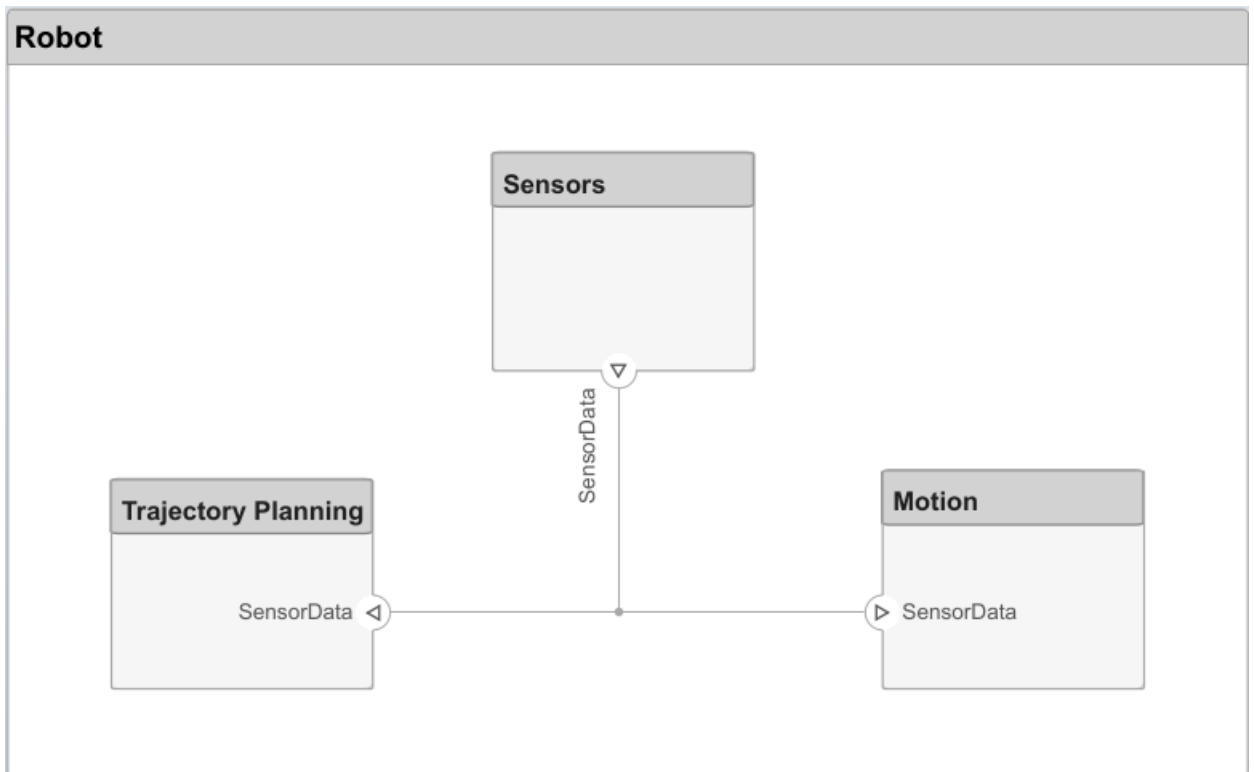 Robot
Sensors
SensorData
Trajectory Planning
SensorData
Motion
SensorData